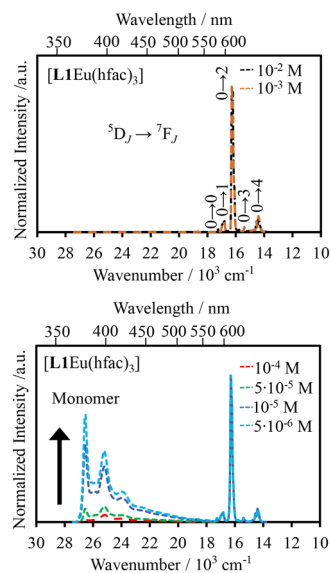 Wavelength / nm
350 400 450 500 550 600
[L1Eu(hfac)₃]
10⁻² M
10⁻³ M
⁵D_J → ⁷F_J
0→0
0→1
0→2
0→3
0→4
Normalized Intensity /a.u.
30 28 26 24 22 20 18 16 14 12 10
Wavenumber / 10³ cm⁻¹
Wavelength / nm
350 400 450 500 550 600
[L1Eu(hfac)₃]
Monomer
10⁻⁴ M
5·10⁻⁵ M
10⁻⁵ M
5·10⁻⁶ M
Normalized Intensity /a.u.
30 28 26 24 22 20 18 16 14 12 10
Wavenumber / 10³ cm⁻¹